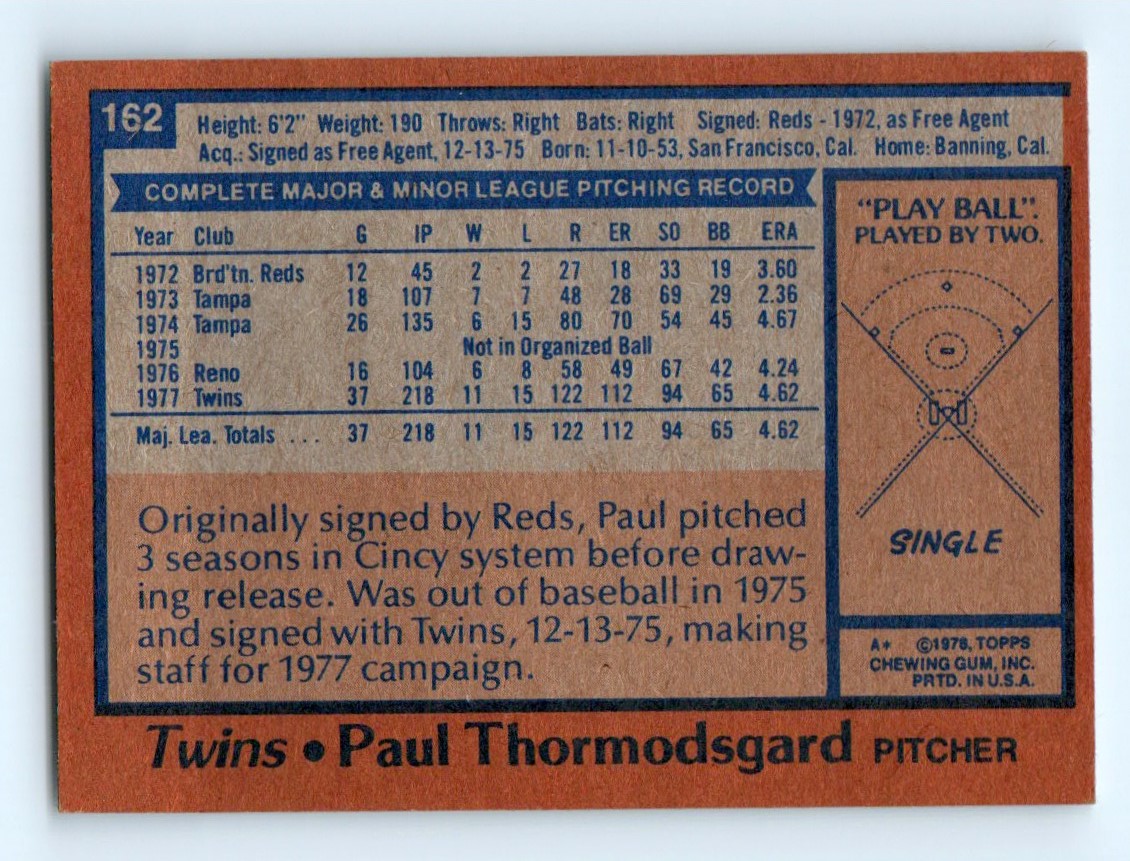 162
Height: 6'2" Weight: 190 Throws: Right Bats: Right Signed: Reds - 1972, as Free Agent
Acq.: Signed as Free Agent, 12-13-75 Born: 11-10-53, San Francisco, Cal. Home: Banning, Cal.
COMPLETE MAJOR & MINOR LEAGUE PITCHING RECORD
Year Club G IP W L R ER SO BB ERA
1972 Brd'tn. Reds 12 45 2 2 27 18 33 19 3.60
1973 Tampa 18 107 7 7 48 28 69 29 2.36
1974 Tampa 26 135 6 15 80 70 54 45 4.67
1975 Not in Organized Ball
1976 Reno 16 104 6 8 58 49 67 42 4.24
1977 Twins 37 218 11 15 122 112 94 65 4.62
Maj. Lea. Totals ... 37 218 11 15 122 112 94 65 4.62
Originally signed by Reds, Paul pitched
3 seasons in Cincy system before draw-
ing release. Was out of baseball in 1975
and signed with Twins, 12-13-75, making
staff for 1977 campaign.
"PLAY BALL".
PLAYED BY TWO.
SINGLE
A* ©1978, TOPPS
CHEWING GUM, INC.
PRTD. IN U.S.A.
Twins • Paul Thormodsgard PITCHER